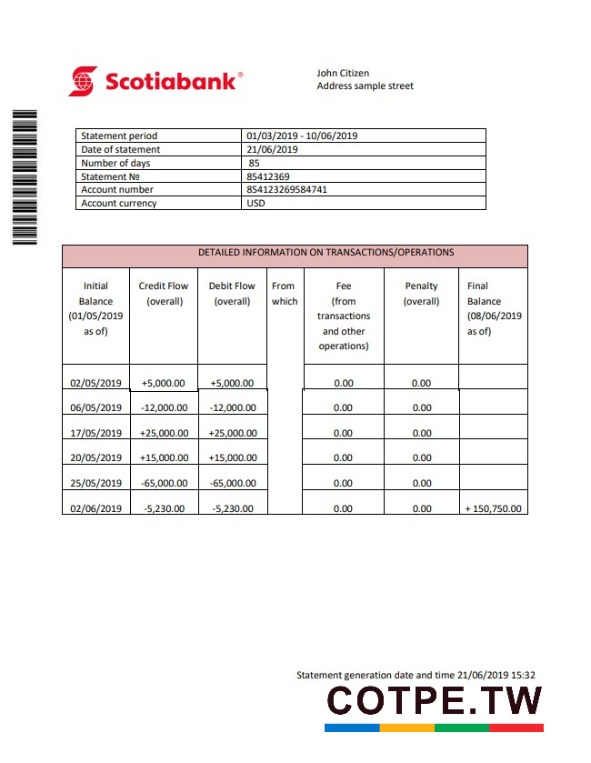 Scotiabank®
John Citizen
Address sample street
Statement period 01/03/2019 - 10/06/2019
Date of statement 21/06/2019
Number of days 85
Statement № 85412369
Account number 854123269584741
Account currency USD
DETAILED INFORMATION ON TRANSACTIONS/OPERATIONS
Initial Credit Flow Debit Flow From Fee Penalty Final
Balance (overall) (overall) which (from (overall) Balance
(01/05/2019 transactions (08/06/2019
as of) and other as of)
operations)
02/05/2019 +5,000.00 +5,000.00 0.00 0.00
06/05/2019 -12,000.00 -12,000.00 0.00 0.00
17/05/2019 +25,000.00 +25,000.00 0.00 0.00
20/05/2019 +15,000.00 +15,000.00 0.00 0.00
25/05/2019 -65,000.00 -65,000.00 0.00 0.00
02/06/2019 -5,230.00 -5,230.00 0.00 0.00 + 150,750.00
Statement generation date and time 21/06/2019 15:32
COTPE.TW